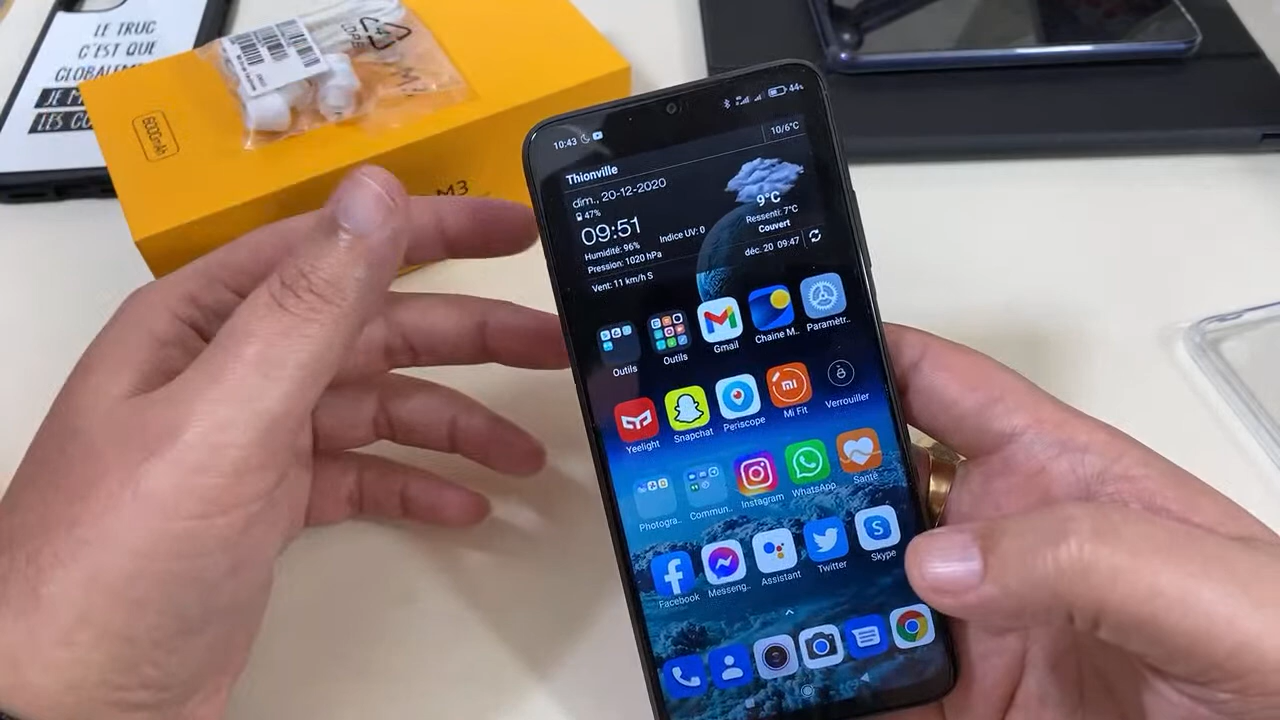 LE TRUC
C'EST QUE
GLOBALEM
JE M
LES CO
LDPE
6000mAh
M3
M3
10:43
44%
Thionville
10/6°C
dim., 20-12-2020
47%
09:51
Humidité: 96%
Indice UV: 0
Pression: 1020 hPa
Vent: 11 km/h S
9°C
Ressenti: 7°C
Couvert
déc. 20 09:47
Outils
Outils
Gmail
Chaine M..
Paramètr..
Yeelight
Snapchat
Periscope
Mi Fit
Verrouiller
Photogra..
Commun..
Instagram
WhatsApp
Santé
Facebook
Messeng..
Assistant
Twitter
Skype